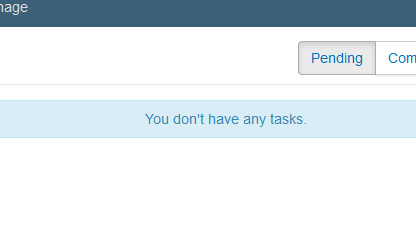 nage
Pending
Com
You don't have any tasks.